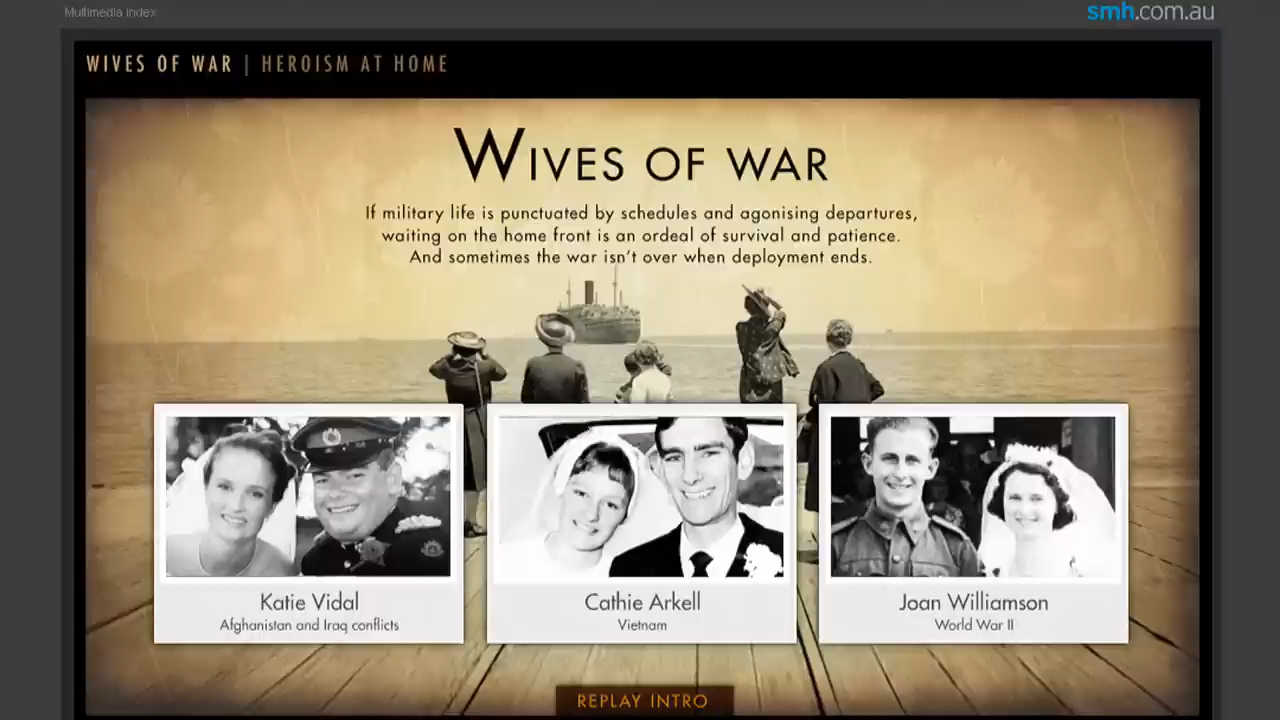 Multimedia index
smh.com.au
WIVES OF WAR | HEROISM AT HOME
WIVES OF WAR
If military life is punctuated by schedules and agonising departures,
waiting on the home front is an ordeal of survival and patience.
And sometimes the war isn't over when deployment ends.
Katie Vidal
Afghanistan and Iraq conflicts
Cathie Arkell
Vietnam
Joan Williamson
World War II
REPLAY INTRO